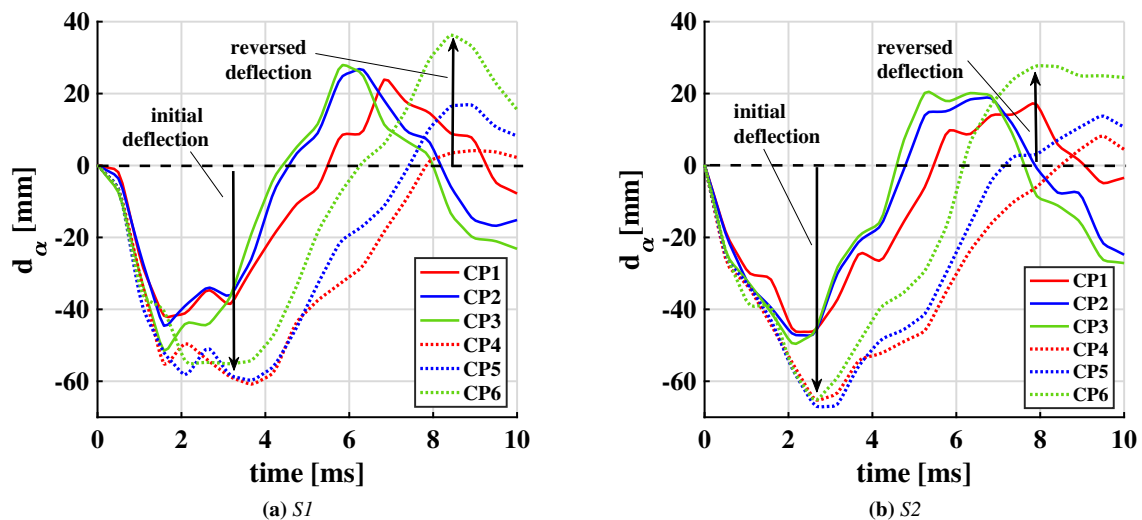 40
20
0
-20
-40
-60
d_α [mm]
reversed
deflection
initial
deflection
CP1
CP2
CP3
CP4
CP5
CP6
0 2 4 6 8 10
time [ms]
(a) S1
40
20
0
-20
-40
-60
d_α [mm]
reversed
deflection
initial
deflection
CP1
CP2
CP3
CP4
CP5
CP6
0 2 4 6 8 10
time [ms]
(b) S2